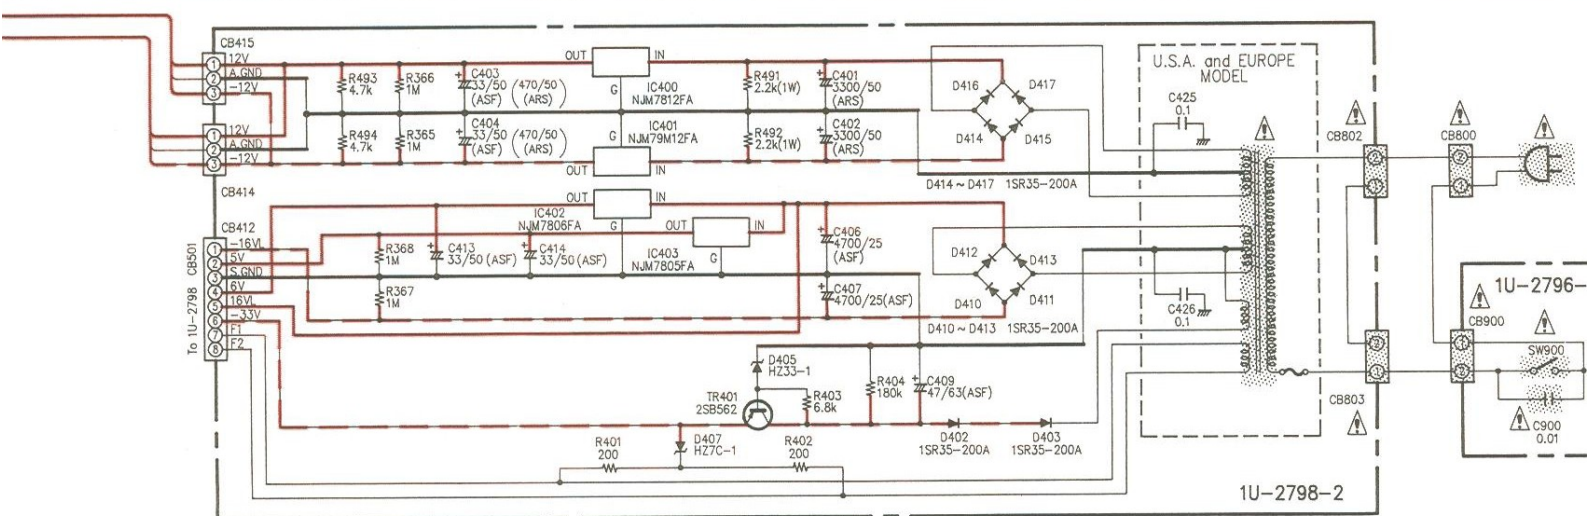 CB415
1 12V
2 A.GND
3 -12V
1 12V
2 A.GND
3 -12V
CB414
R493
4.7k
R366
1M
+ C403
33/50
(ASF)
(470/50)
(ARS)
R494
4.7k
R365
1M
+ C404
33/50
(ASF)
(470/50)
(ARS)
OUT
IN
G
IC400
NJM7812FA
IC401
NJM79M12FA
G
OUT
IN
R491
2.2k(1W)
+ C401
3300/50
(ARS)
R492
2.2k(1W)
+ C402
3300/50
(ARS)
D416
D417
D414
D415
D414 ~ D417 1SR35-200A
U.S.A. and EUROPE
MODEL
C425
0.1
CB802
2
1
CB800
2
1
To 1U-2798 CB501
CB412
1 -16VL
2 5V
3 S.GND
4 6V
5 16VL
6 -33V
7 F1
8 F2
R368
1M
R367
1M
+ C413
33/50 (ASF)
+ C414
33/50 (ASF)
OUT
IN
IC402
NJM7806FA
G
OUT
IN
IC403
NJM7805FA
G
+ C406
4700/25
(ASF)
+ C407
4700/25(ASF)
D412
D413
D410
D411
D410 ~ D413 1SR35-200A
C426
0.1
D405
HZ33-1
TR401
2SB562
R403
6.8k
R404
180k
+ C409
47/63(ASF)
D402
1SR35-200A
D403
1SR35-200A
R401
200
D407
HZ7C-1
R402
200
2
1
CB803
1U-2796-
CB900
1
2
SW900
C900
0.01
1U-2798-2